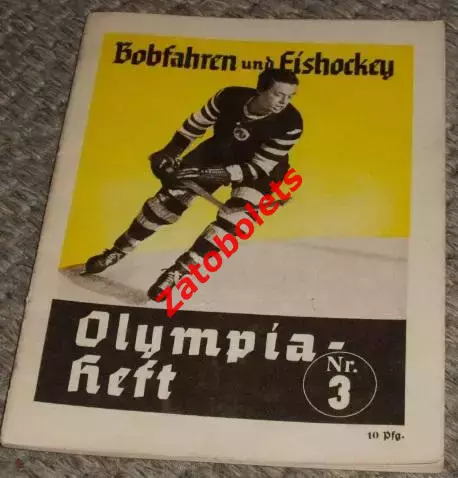 Bobfahren und Eishockey
Zatobolets
Olympia-
Heft
Nr.
3
10 Pfg.